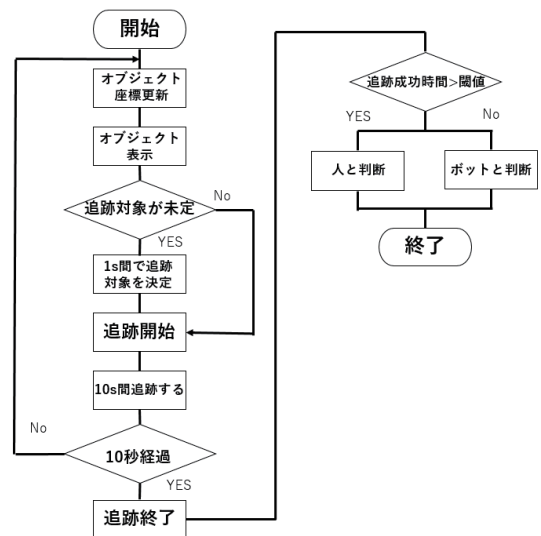 開始
オブジェクト
座標更新
オブジェクト
表示
追跡対象が未定
No
YES
1s間で追跡
対象を決定
追跡開始
10s間追跡する
No
10秒経過
YES
追跡終了
追跡成功時間>閾値
YES
No
人と判断
ボットと判断
終了